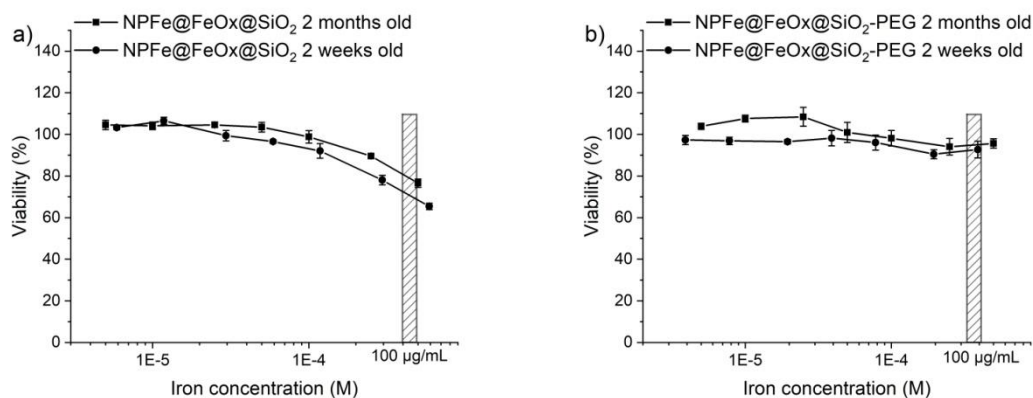 a)
NPFe@FeOx@SiO₂ 2 months old
NPFe@FeOx@SiO₂ 2 weeks old
140
120
100
80
60
40
20
0
Viability (%)
1E-5
1E-4
100 µg/mL
Iron concentration (M)
b)
NPFe@FeOx@SiO₂-PEG 2 months old
NPFe@FeOx@SiO₂-PEG 2 weeks old
140
120
100
80
60
40
20
0
Viability (%)
1E-5
1E-4
100 µg/mL
Iron concentration (M)